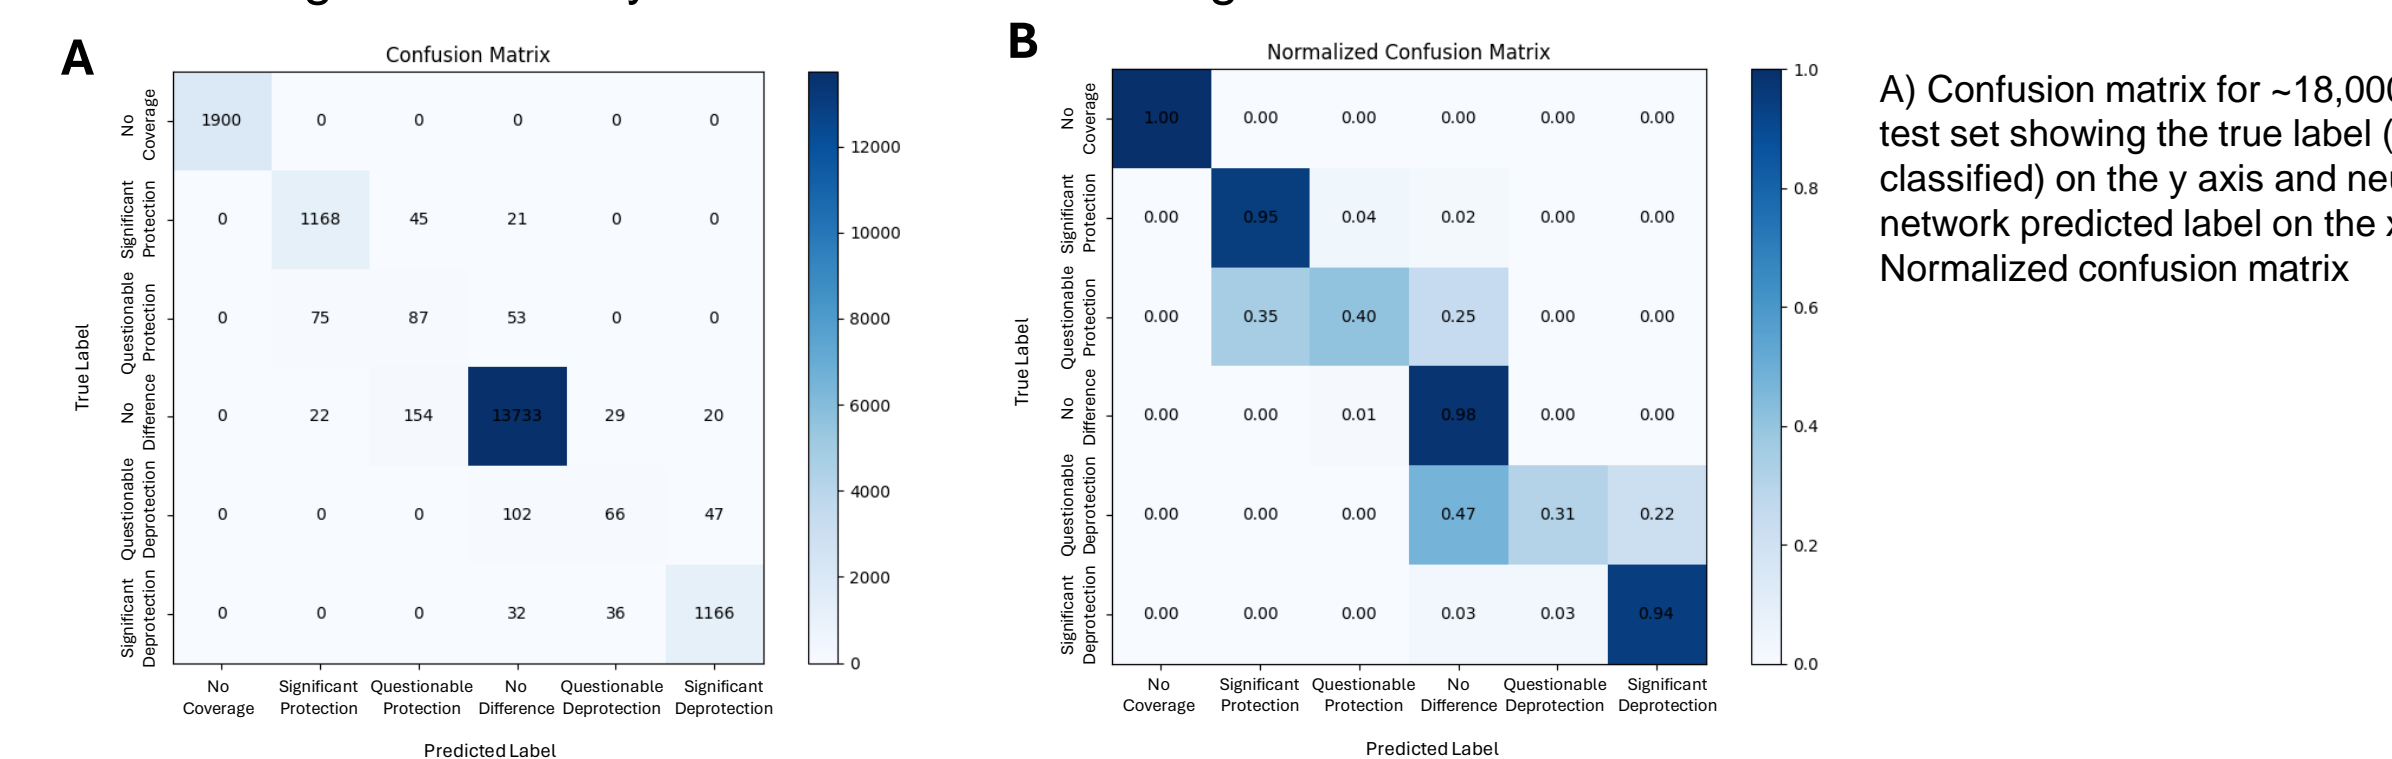 A
Confusion Matrix
No
Coverage
Significant
Protection
Questionable
Protection
No
Difference
Questionable
Deprotection
Significant
Deprotection
True Label
1900 0 0 0 0 0
0 1168 45 21 0 0
0 75 87 53 0 0
0 22 154 13733 29 20
0 0 0 102 66 47
0 0 0 32 36 1166
No Significant Questionable No Questionable Significant
Coverage Protection Protection Difference Deprotection Deprotection
Predicted Label
12000
10000
8000
6000
4000
2000
0
B
Normalized Confusion Matrix
No
Coverage
Significant
Protection
Questionable
Protection
No
Difference
Questionable
Deprotection
Significant
Deprotection
True Label
1.00 0.00 0.00 0.00 0.00 0.00
0.00 0.95 0.04 0.02 0.00 0.00
0.00 0.35 0.40 0.25 0.00 0.00
0.00 0.00 0.01 0.98 0.00 0.00
0.00 0.00 0.00 0.47 0.31 0.22
0.00 0.00 0.00 0.03 0.03 0.94
No Significant Questionable No Questionable Significant
Coverage Protection Protection Difference Deprotection Deprotection
Predicted Label
1.0
0.8
0.6
0.4
0.2
0.0
A) Confusion matrix for ~18,000
test set showing the true label (
classified) on the y axis and
network predicted label on the
Normalized confusion matrix